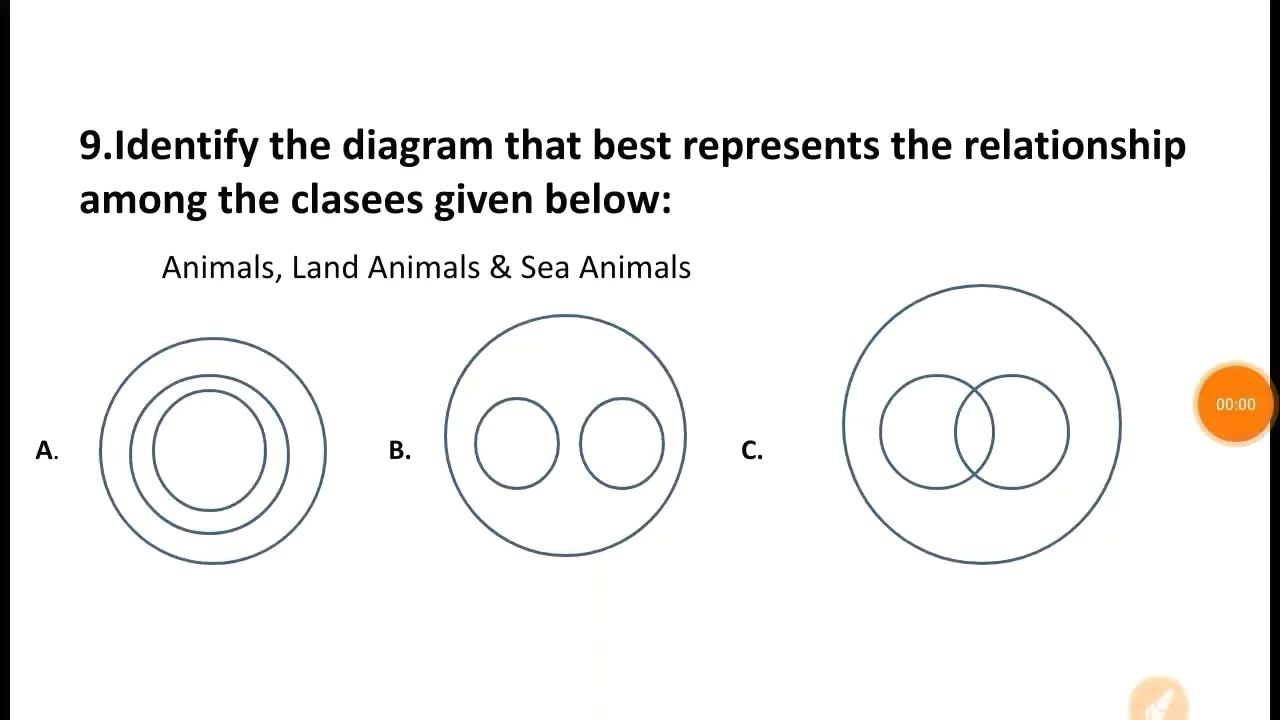 9.Identify the diagram that best represents the relationship
among the clasees given below:
Animals, Land Animals & Sea Animals
A.
B.
C.
00:00